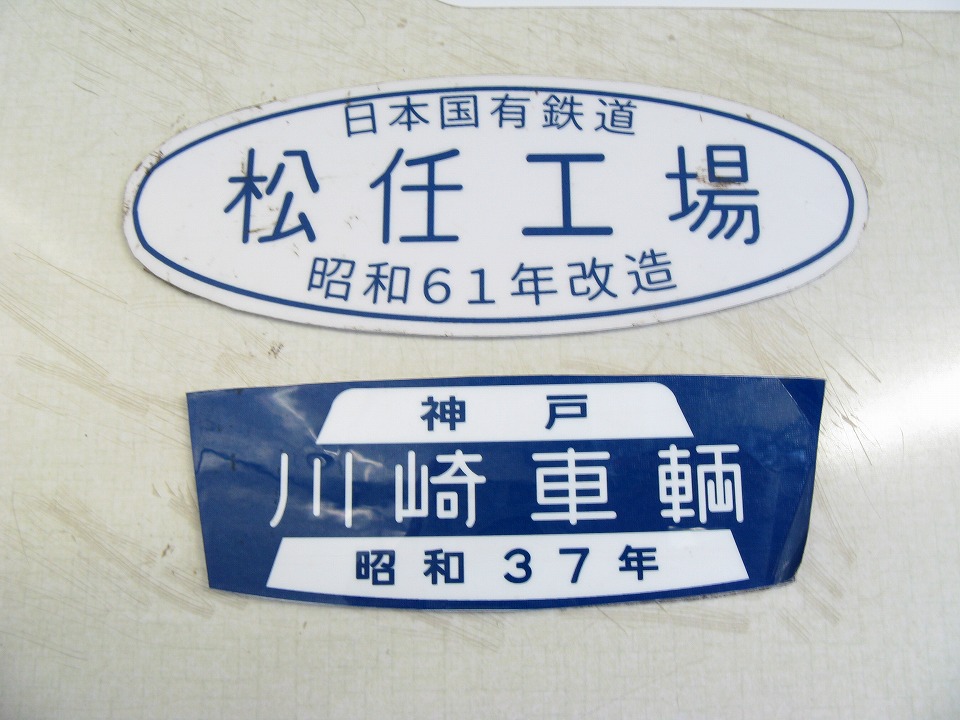 日本国有鉄道
松任工場
昭和61年改造
神戸
川崎車輌
昭和37年